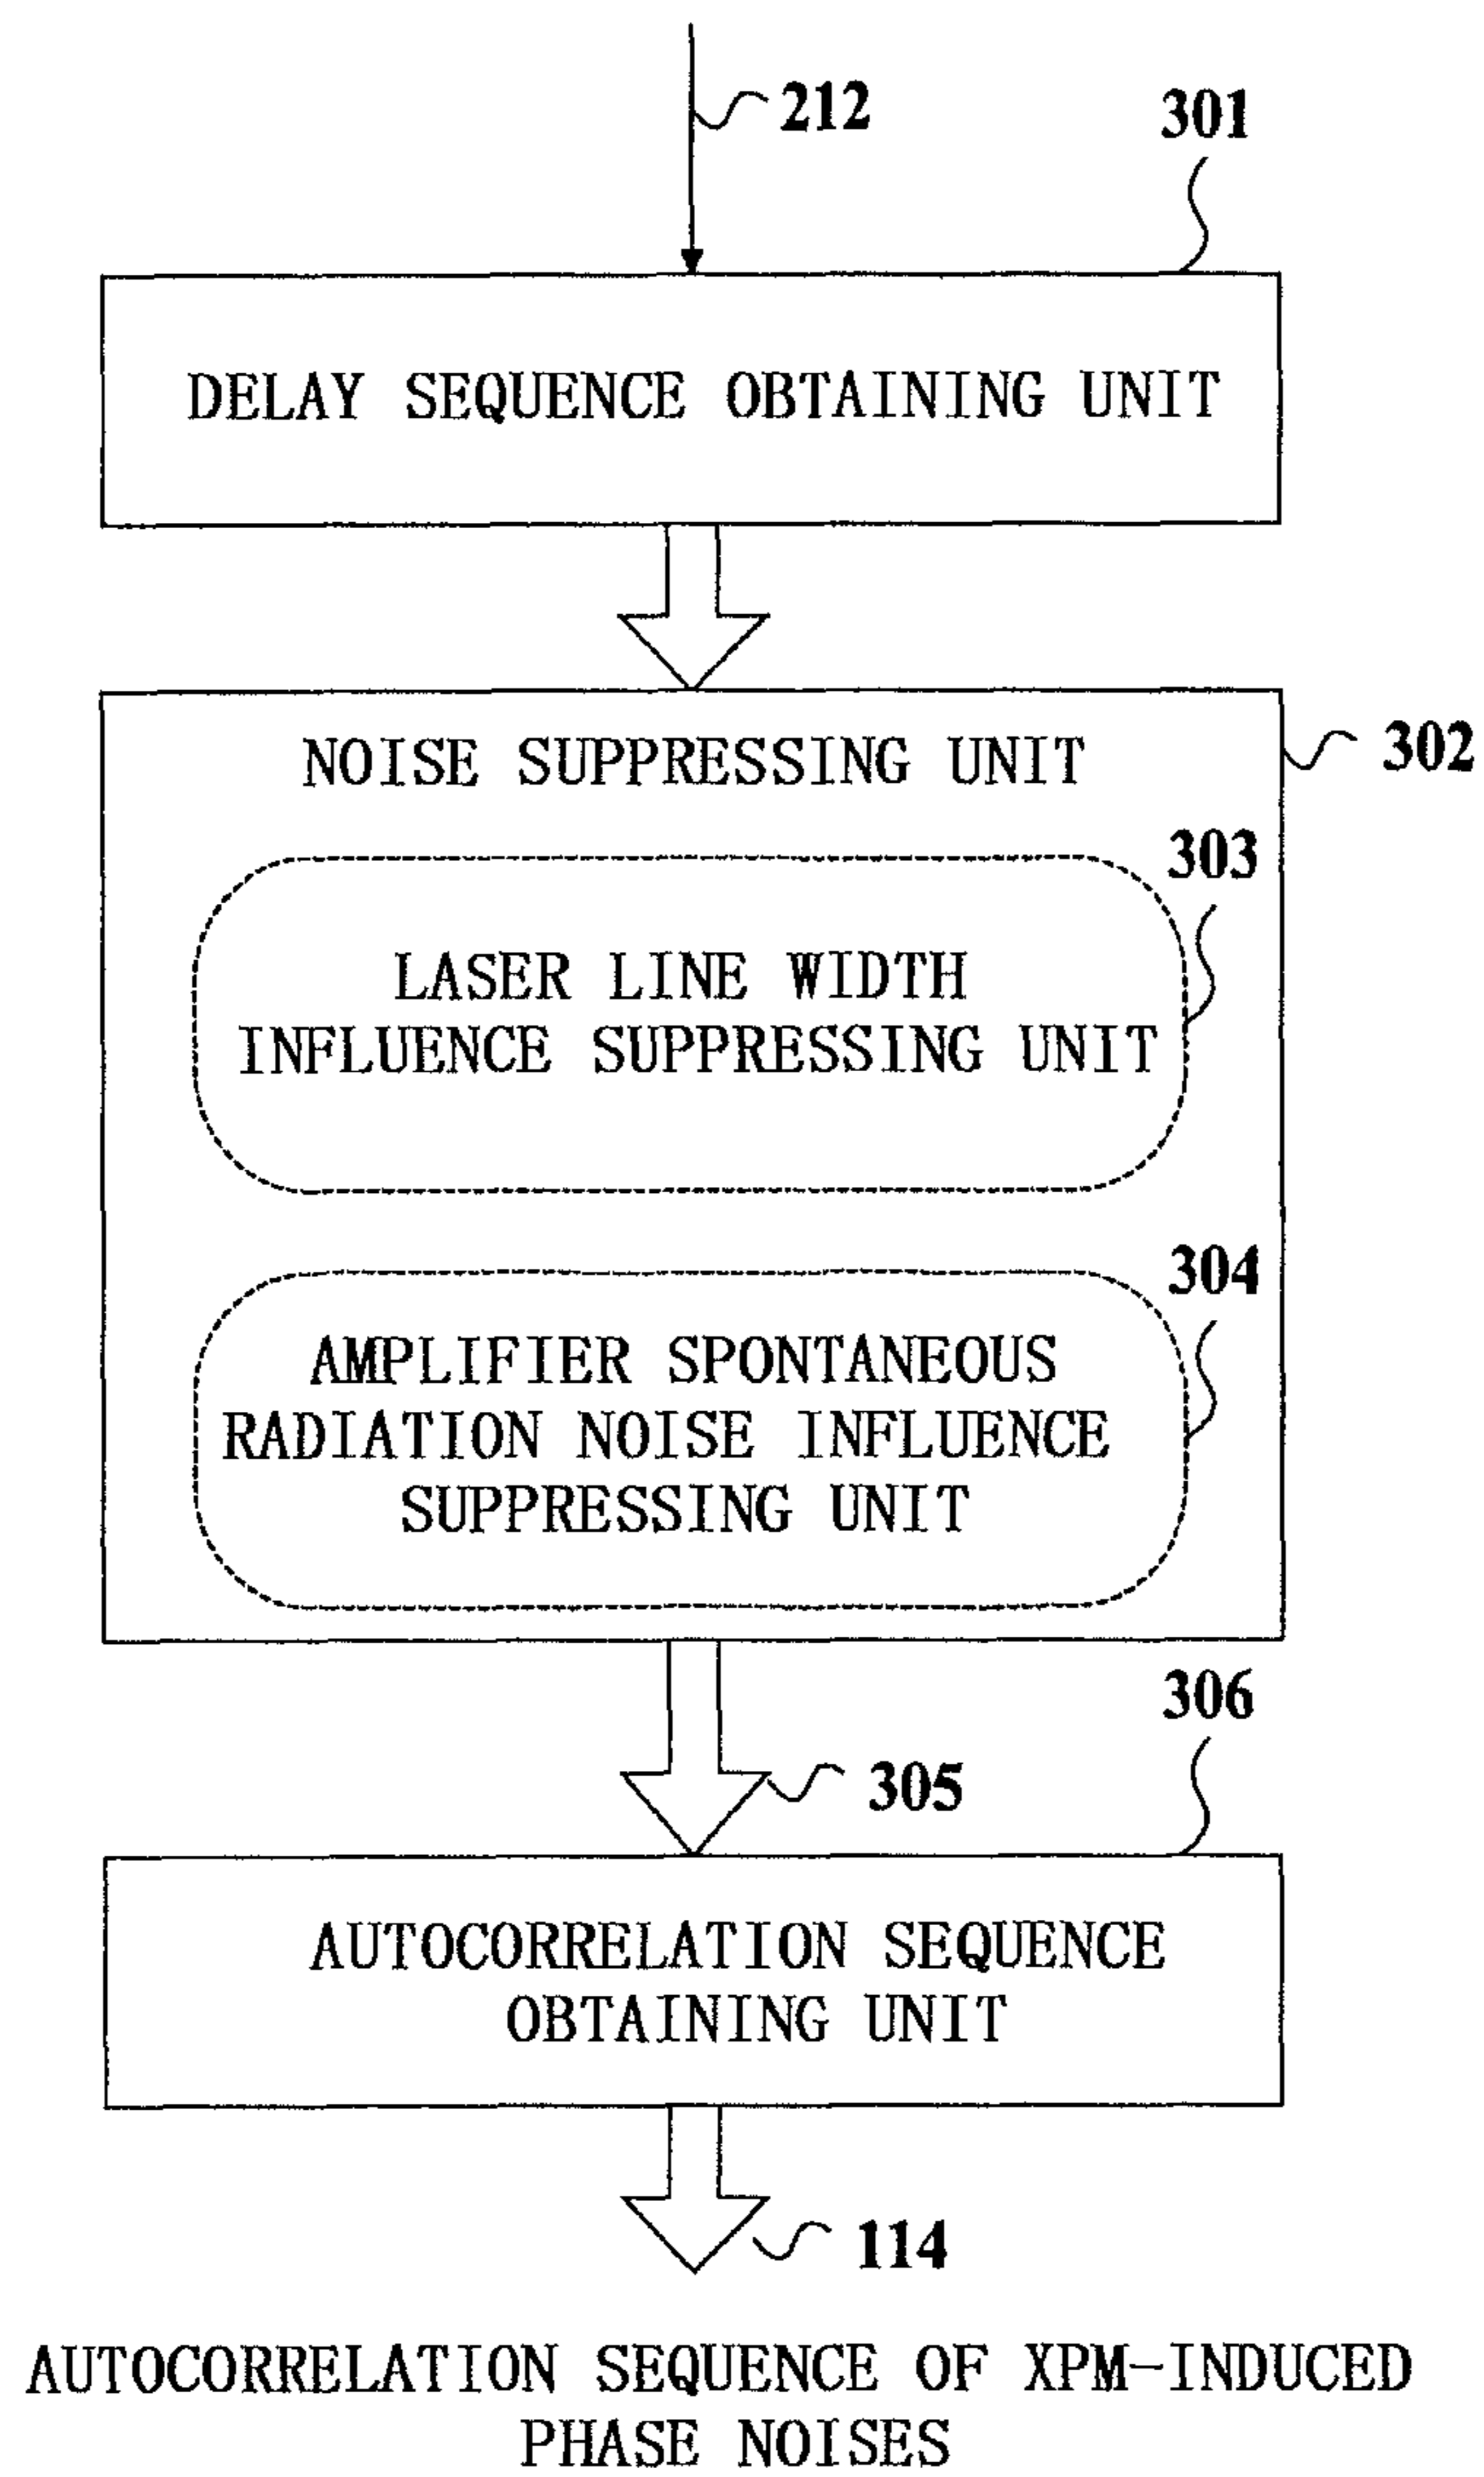 212
301
DELAY SEQUENCE OBTAINING UNIT
NOISE SUPPRESSING UNIT
302
303
LASER LINE WIDTH
INFLUENCE SUPPRESSING UNIT
304
AMPLIFIER SPONTANEOUS
RADIATION NOISE INFLUENCE
SUPPRESSING UNIT
306
305
AUTOCORRELATION SEQUENCE
OBTAINING UNIT
114
AUTOCORRELATION SEQUENCE OF XPM-INDUCED
PHASE NOISES